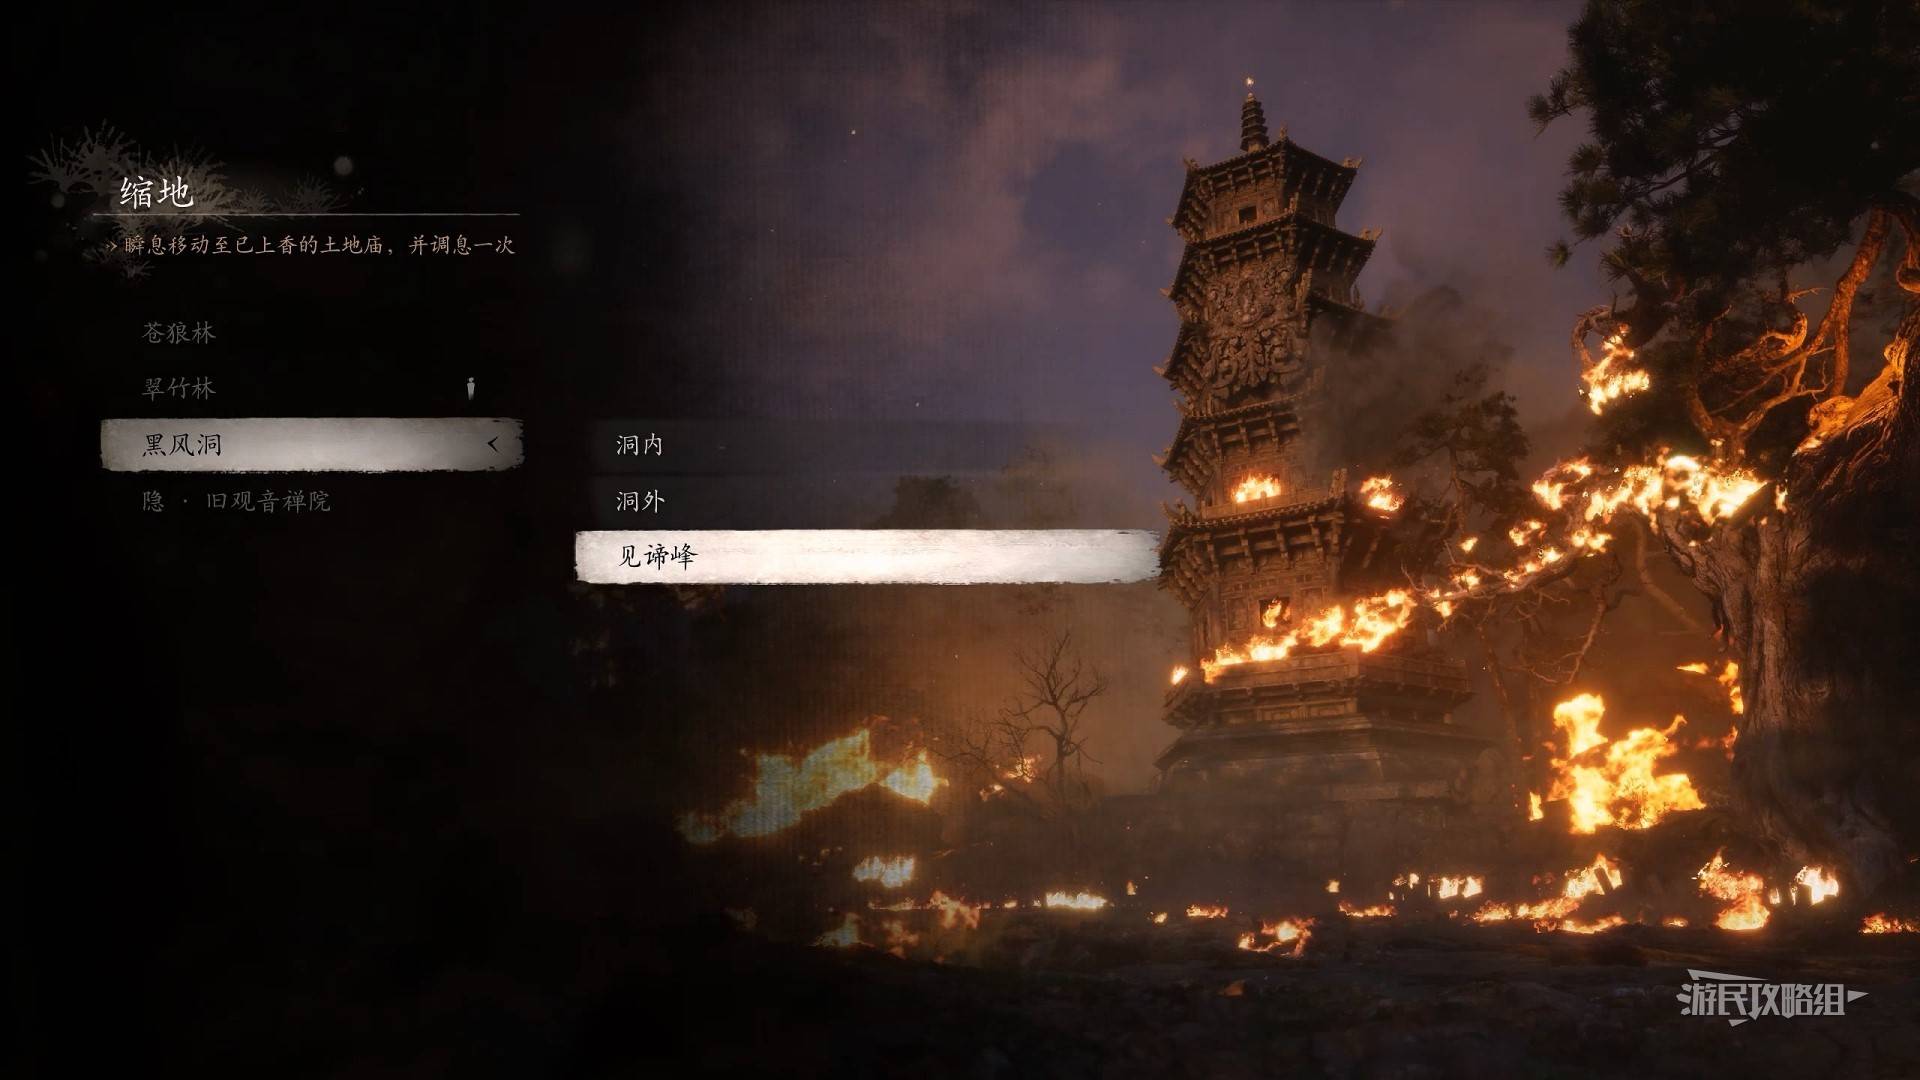 缩地
瞬息移动至已上香的土地庙，并调息一次
苍狼林
翠竹林
黑风洞
隐 · 旧观音禅院
洞内
洞外
见谛峰
游民攻略组